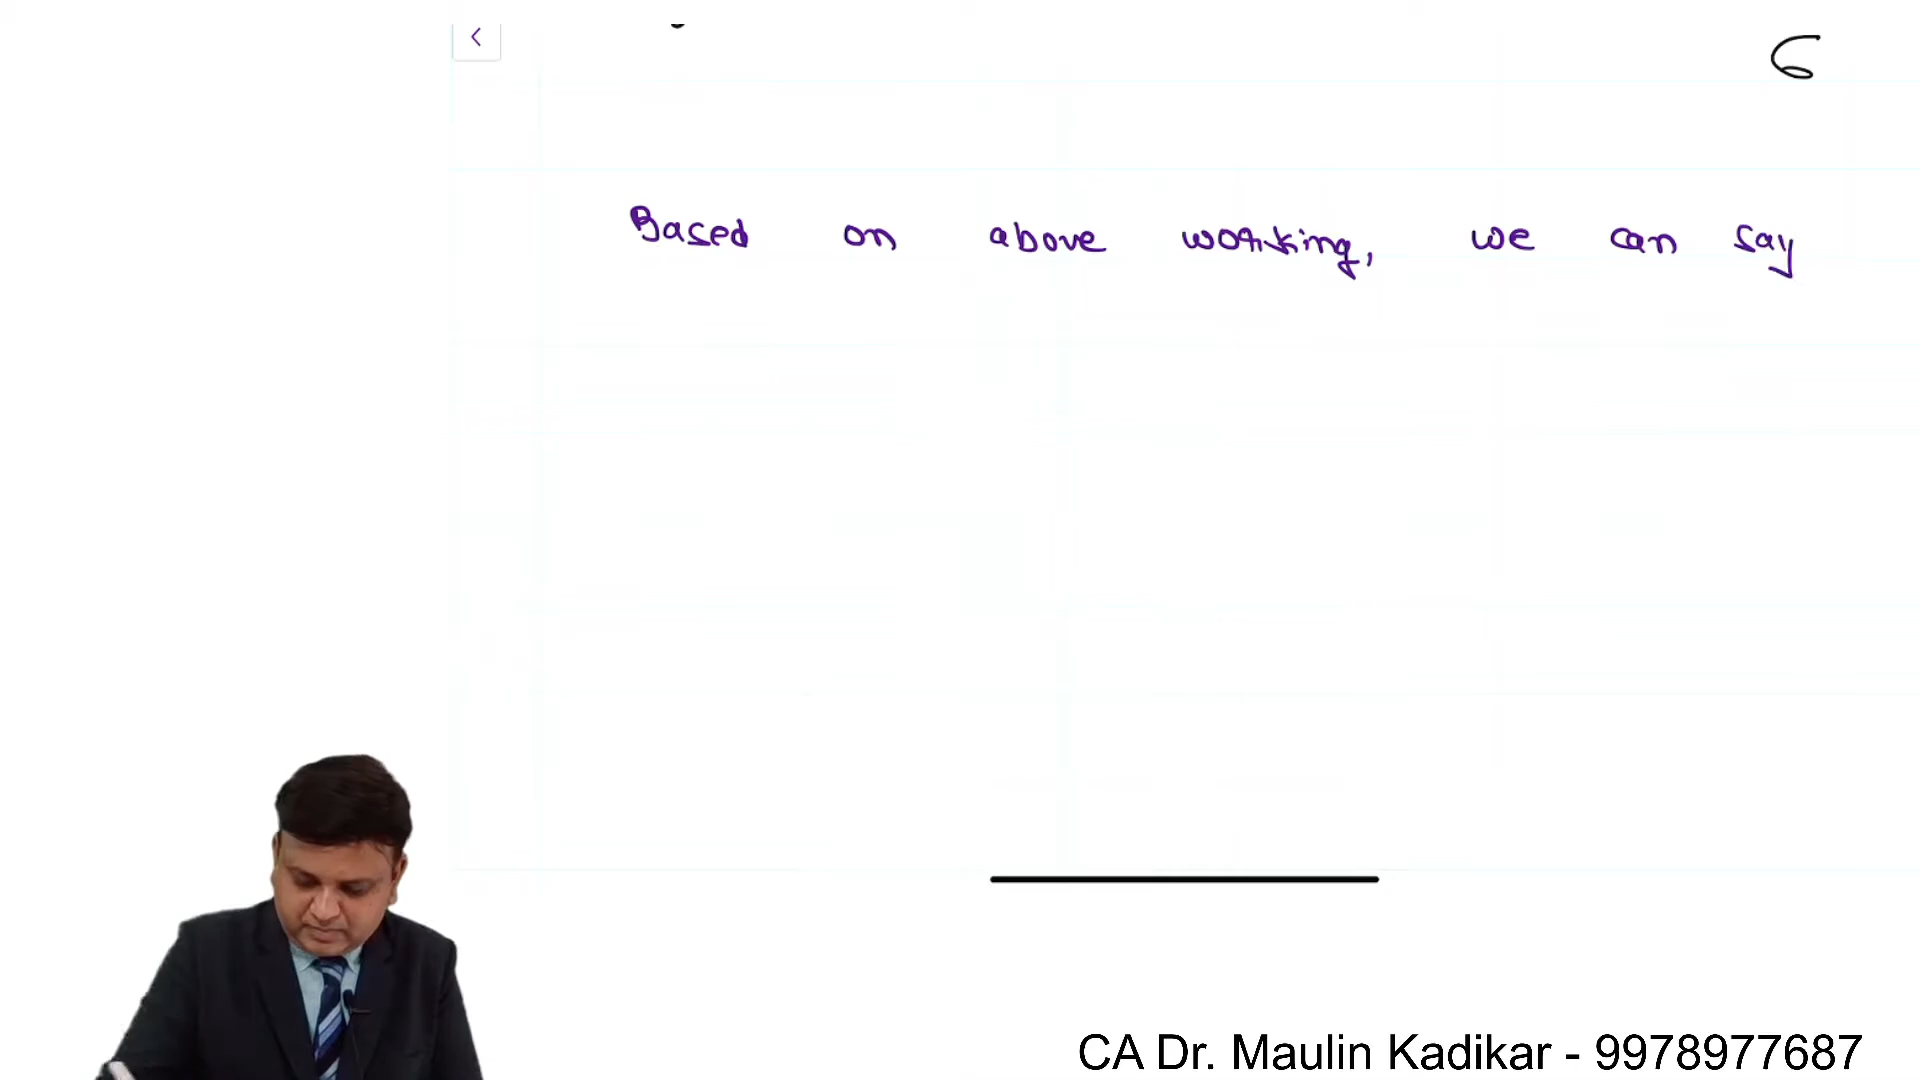 6
Based on above working, we can say
CA Dr. Maulin Kadikar - 9978977687